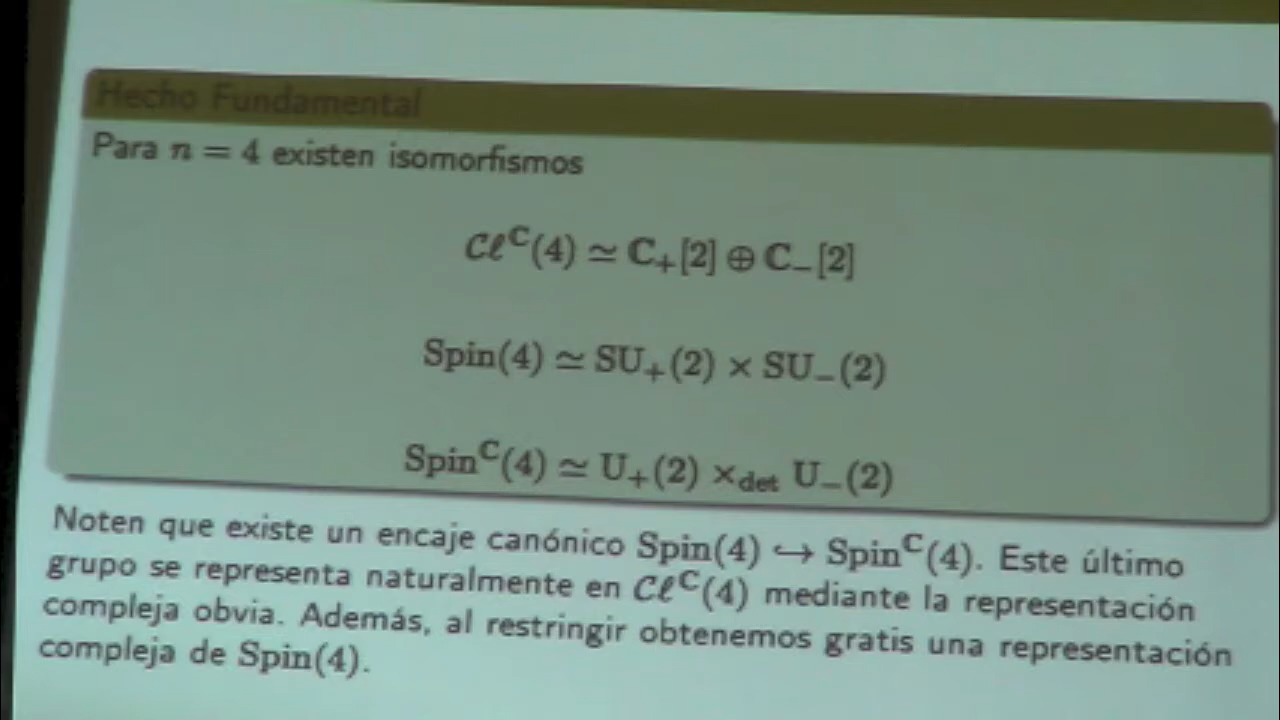 Hecho Fundamental
Para n = 4 existen isomorfismos
𝒞ℓ^ℂ(4) ≃ ℂ₊[2] ⊕ ℂ₋[2]
Spin(4) ≃ SU₊(2) × SU₋(2)
Spin^ℂ(4) ≃ U₊(2) ×_det U₋(2)
Noten que existe un encaje canónico Spin(4) ↪ Spin^ℂ(4). Este último
grupo se representa naturalmente en 𝒞ℓ^ℂ(4) mediante la representación
compleja obvia. Además, al restringir obtenemos gratis una representación
compleja de Spin(4).